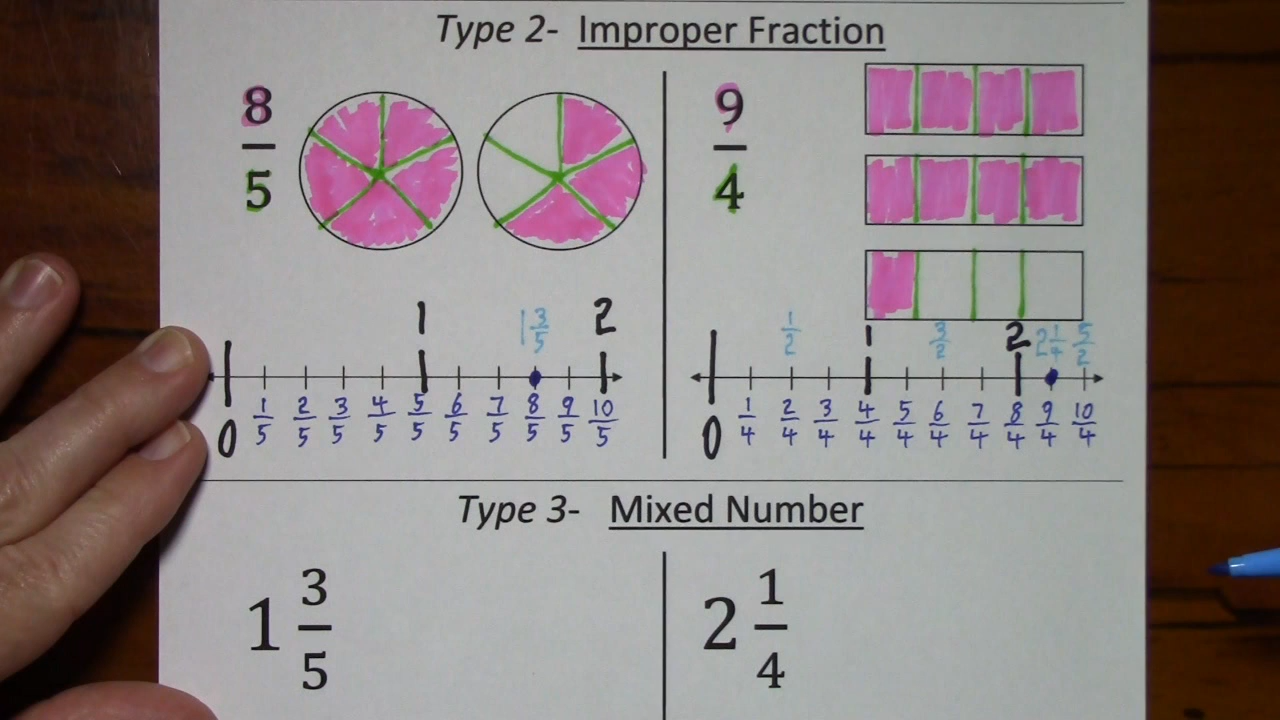 Type 2- Improper Fraction
8/5
9/4
1 1 3/5 2
0 1/5 2/5 3/5 4/5 5/5 6/5 7/5 8/5 9/5 10/5
1/2 1 3/2 2 2 1/4 5/2
0 1/4 2/4 3/4 4/4 5/4 6/4 7/4 8/4 9/4 10/4
Type 3- Mixed Number
1 3/5
2 1/4